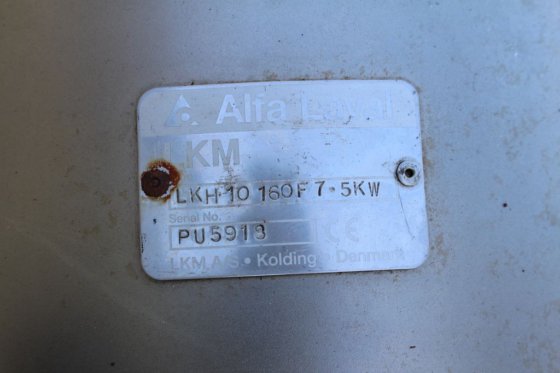 Alfa Laval
LKM
LKH-10 160F 7.5KW
Serial No.
PU5918 CE
LKM A/S. • Kolding • Denmark